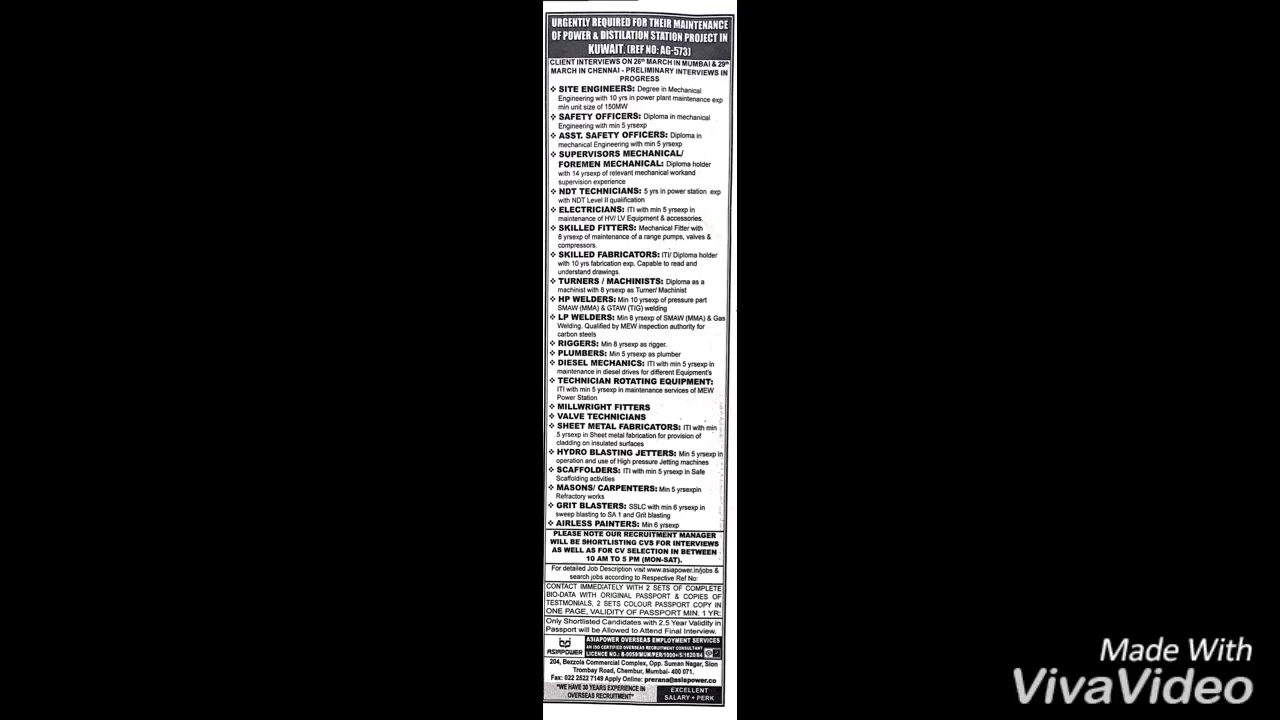 URGENTLY REQUIRED FOR THEIR MAINTENANCE
OF POWER & DISTILATION STATION PROJECT IN
KUWAIT. (REF NO: AG-573)
CLIENT INTERVIEWS ON 26th MARCH IN MUMBAI & 29th
MARCH IN CHENNAI - PRELIMINARY INTERVIEWS IN
PROGRESS
❖ SITE ENGINEERS: Degree in Mechanical
Engineering with 10 yrs in power plant maintenance exp
min unit size of 150MW
❖ SAFETY OFFICERS: Diploma in mechanical
Engineering with min 5 yrsexp
❖ ASST. SAFETY OFFICERS: Diploma in
mechanical Engineering with min 5 yrsexp
❖ SUPERVISORS MECHANICAL/
FOREMEN MECHANICAL: Diploma holder
with 14 yrsexp of relevant mechanical workand
supervision experience
❖ NDT TECHNICIANS: 5 yrs in power station exp
with NDT Level II qualification
❖ ELECTRICIANS: ITI with min 5 yrsexp in
maintenance of HV/ LV Equipment & accessories.
❖ SKILLED FITTERS: Mechanical Fitter with
8 yrsexp of maintenance of a range pumps, valves &
compressors.
❖ SKILLED FABRICATORS: ITI/ Diploma holder
with 10 yrs fabrication exp. Capable to read and
understand drawings.
❖ TURNERS / MACHINISTS: Diploma as a
machinist with 8 yrsexp as Turner/ Machinist
❖ HP WELDERS: Min 10 yrsexp of pressure part
SMAW (MMA) & GTAW (TIG) welding
❖ LP WELDERS: Min 8 yrsexp of SMAW (MMA) & Gas
Welding. Qualified by MEW inspection authority for
carbon steels
❖ RIGGERS: Min 8 yrsexp as rigger.
❖ PLUMBERS: Min 5 yrsexp as plumber
❖ DIESEL MECHANICS: ITI with min 5 yrsexp in
maintenance in diesel drives for different Equipment's
❖ TECHNICIAN ROTATING EQUIPMENT:
ITI with min 5 yrsexp in maintenance services of MEW
Power Station
❖ MILLWRIGHT FITTERS
❖ VALVE TECHNICIANS
❖ SHEET METAL FABRICATORS: ITI with min
5 yrsexp in Sheet metal fabrication for provision of
cladding on insulated surfaces
❖ HYDRO BLASTING JETTERS: Min 5 yrsexp in
operation and use of High pressure Jetting machines
❖ SCAFFOLDERS: ITI with min 5 yrsexp in Safe
Scaffolding activities
❖ MASONS/ CARPENTERS: Min 5 yrsexpin
Refractory works
❖ GRIT BLASTERS: SSLC with min 6 yrsexp in
sweep blasting to SA 1 and Grit blasting
❖ AIRLESS PAINTERS: Min 6 yrsexp
PLEASE NOTE OUR RECRUITMENT MANAGER
WILL BE SHORTLISTING CVS FOR INTERVIEWS
AS WELL AS FOR CV SELECTION IN BETWEEN
10 AM TO 5 PM (MON-SAT).
For detailed Job Description visit www.asiapower.in/jobs &
search jobs according to Respective Ref No:
CONTACT IMMEDIATELY WITH 2 SETS OF COMPLETE
BIO-DATA WITH ORIGINAL PASSPORT & COPIES OF
TESTMONIALS, 2 SETS COLOUR PASSPORT COPY IN
ONE PAGE, VALIDITY OF PASSPORT MIN. 1 YR:
Only Shortlisted Candidates with 2.5 Year Validity in
Passport will be Allowed to Attend Final Interview.
ASIAPOWER
ASIAPOWER OVERSEAS EMPLOYMENT SERVICES
AN ISO CERTIFIED OVERSEAS RECRUITMENT CONSULTANT
LICENCE NO.: B-0059/MUM/PER/1000+/5/1620/84
204, Bezzola Commercial Complex, Opp. Suman Nagar, Sion
Trombay Road, Chembur, Mumbai- 400 071.
Fax: 022 2522 7149 Apply Online: prerana@asiapower.co
"WE HAVE 30 YEARS EXPERIENCE IN
OVERSEAS RECRUITMENT"
EXCELLENT
SALARY + PERK
Made With
VivaVideo